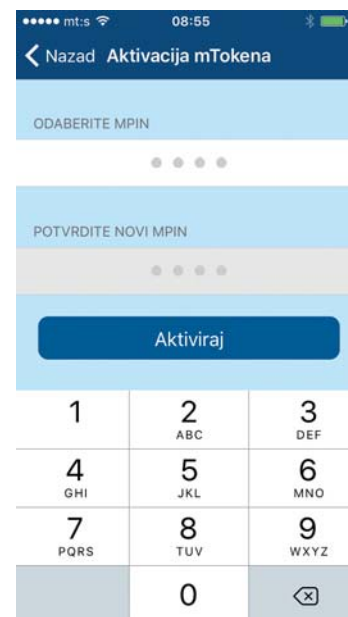 mt:s 08:55
Nazad Aktivacija mTokena
ODABERITE MPIN
POTVRDITE NOVI MPIN
Aktiviraj
1 2 3
ABC DEF
4 5 6
GHI JKL MNO
7 8 9
PQRS TUV WXYZ
0